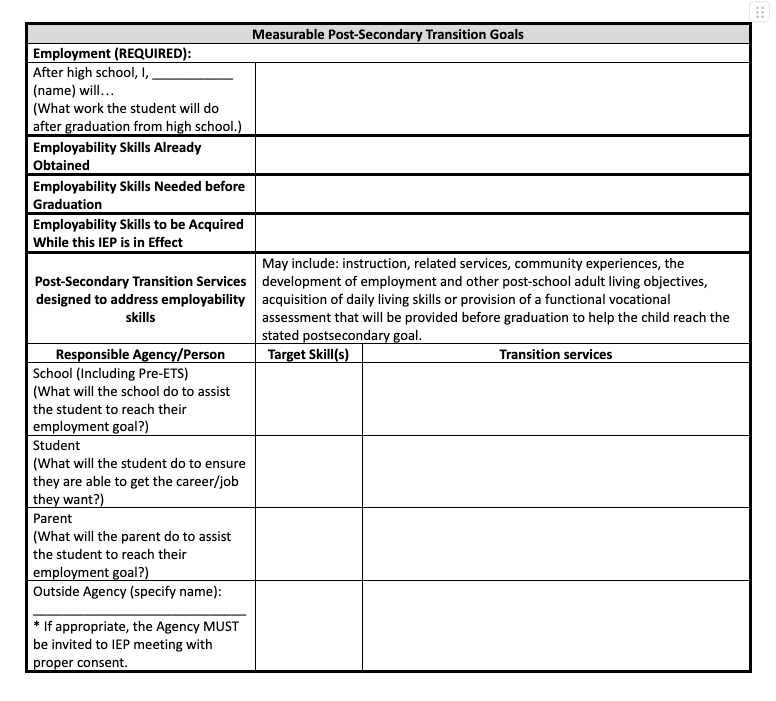 Measurable Post-Secondary Transition Goals
Employment (REQUIRED):
After high school, I, ___________
(name) will…
(What work the student will do
after graduation from high school.)
Employability Skills Already
Obtained
Employability Skills Needed before
Graduation
Employability Skills to be Acquired
While this IEP is in Effect
Post-Secondary Transition Services
designed to address employability
skills
May include: instruction, related services, community experiences, the
development of employment and other post-school adult living objectives,
acquisition of daily living skills or provision of a functional vocational
assessment that will be provided before graduation to help the child reach the
stated postsecondary goal.
Responsible Agency/Person
Target Skill(s)
Transition services
School (Including Pre-ETS)
(What will the school do to assist
the student to reach their
employment goal?)
Student
(What will the student do to ensure
they are able to get the career/job
they want?)
Parent
(What will the parent do to assist
the student to reach their
employment goal?)
Outside Agency (specify name):
_____________________________
* If appropriate, the Agency MUST
be invited to IEP meeting with
proper consent.